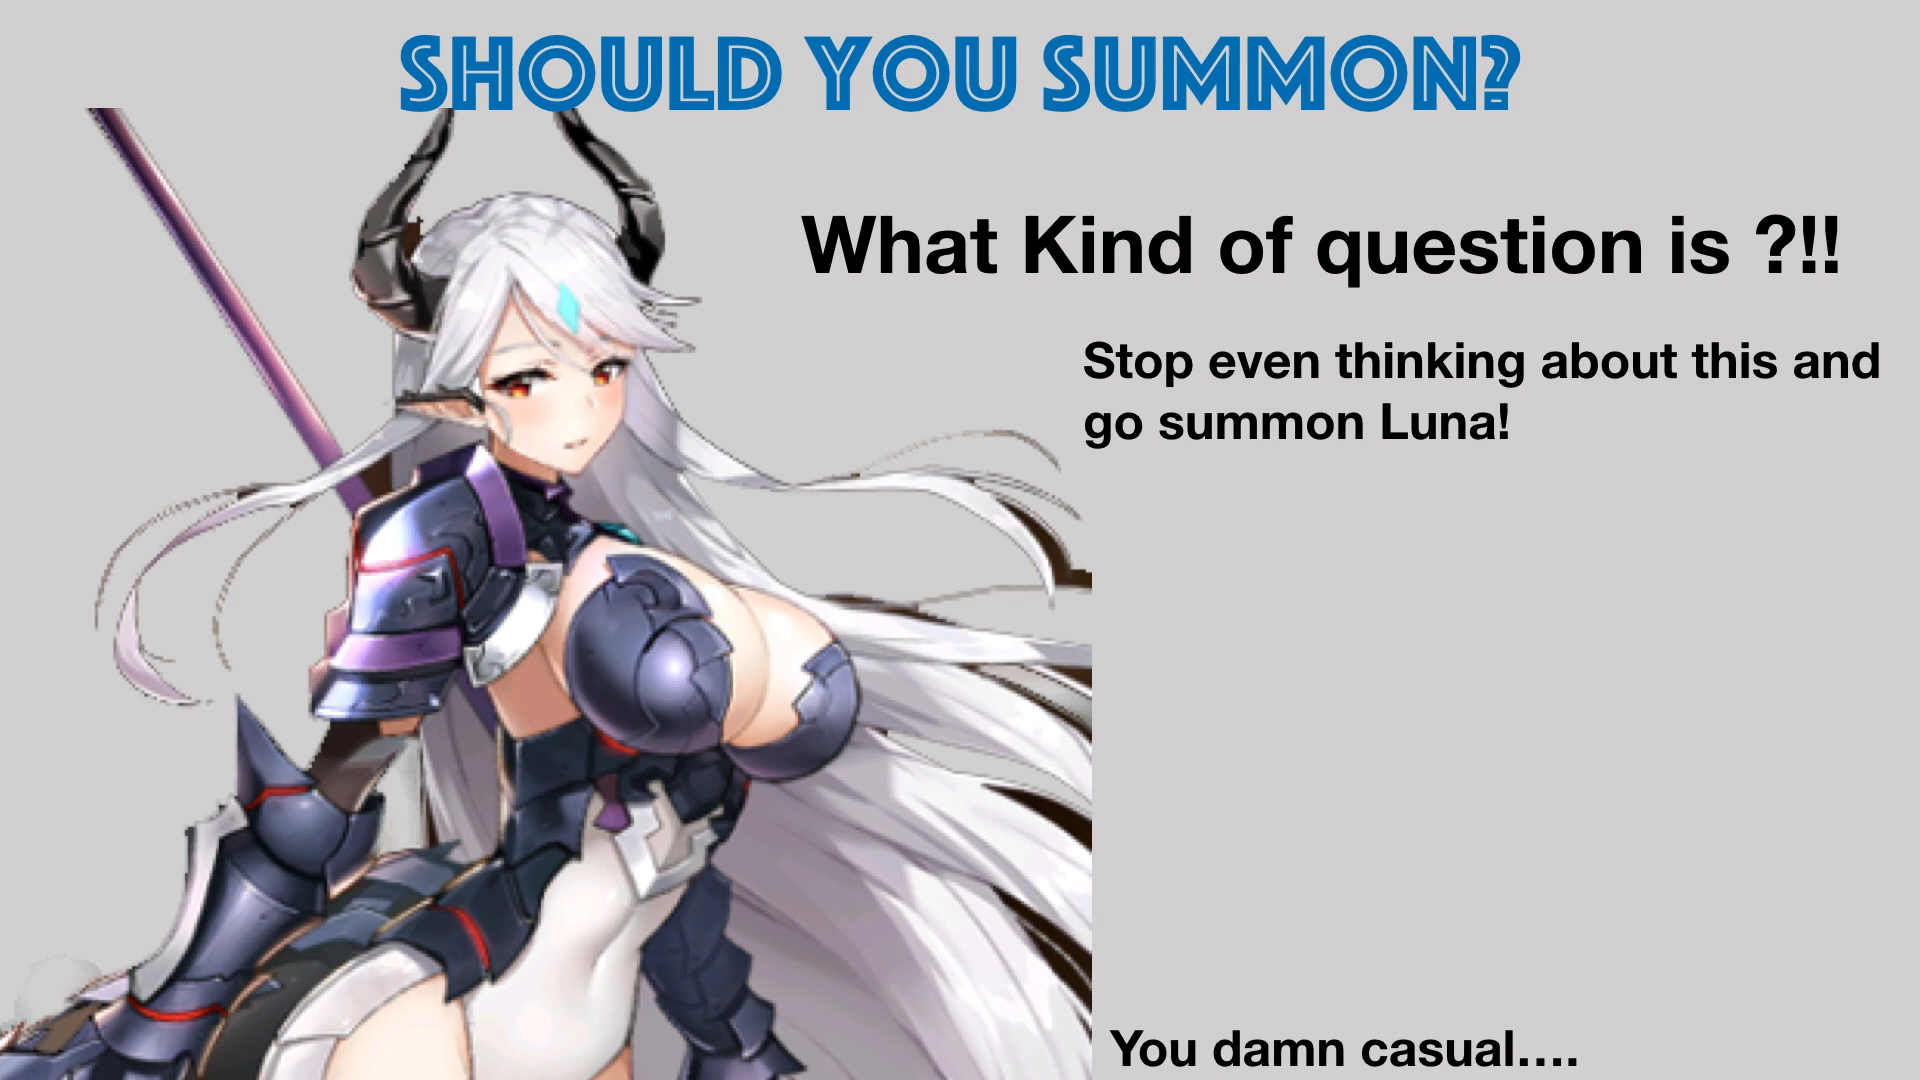 SHOULD YOU SUMMON?
What Kind of question is ?!!
Stop even thinking about this and
go summon Luna!
You damn casual....